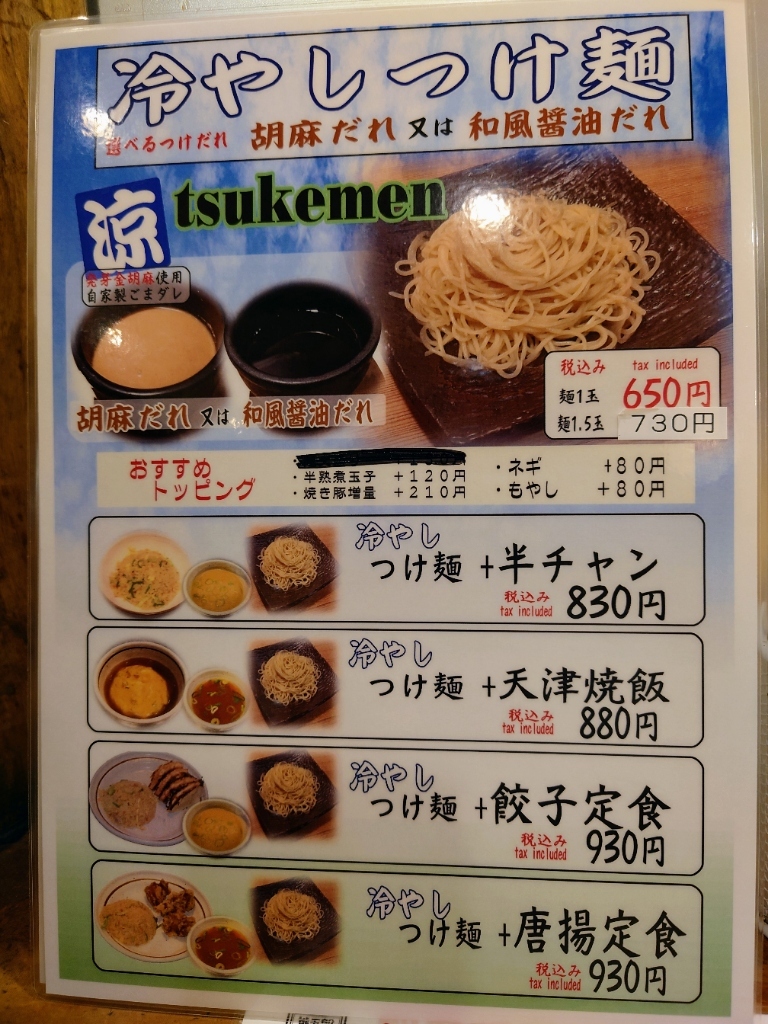 冷やしつけ麺
選べるつけだれ 胡麻だれ又は和風醤油だれ
涼 tsukemen
発芽金胡麻使用
自家製ごまダレ
胡麻だれ又は和風醤油だれ
税込み tax included
麺1玉 650円
麺1.5玉 730円
おすすめ
トッピング
・半熟煮玉子 +120円
・焼き豚増量 +210円
・ネギ +80円
・もやし +80円
冷やし
つけ麺 +半チャン
税込み
tax included 830円
冷やし
つけ麺 +天津焼飯
税込み
tax included 880円
冷やし
つけ麺 +餃子定食
税込み
tax included 930円
冷やし
つけ麺 +唐揚定食
税込み
tax included 930円